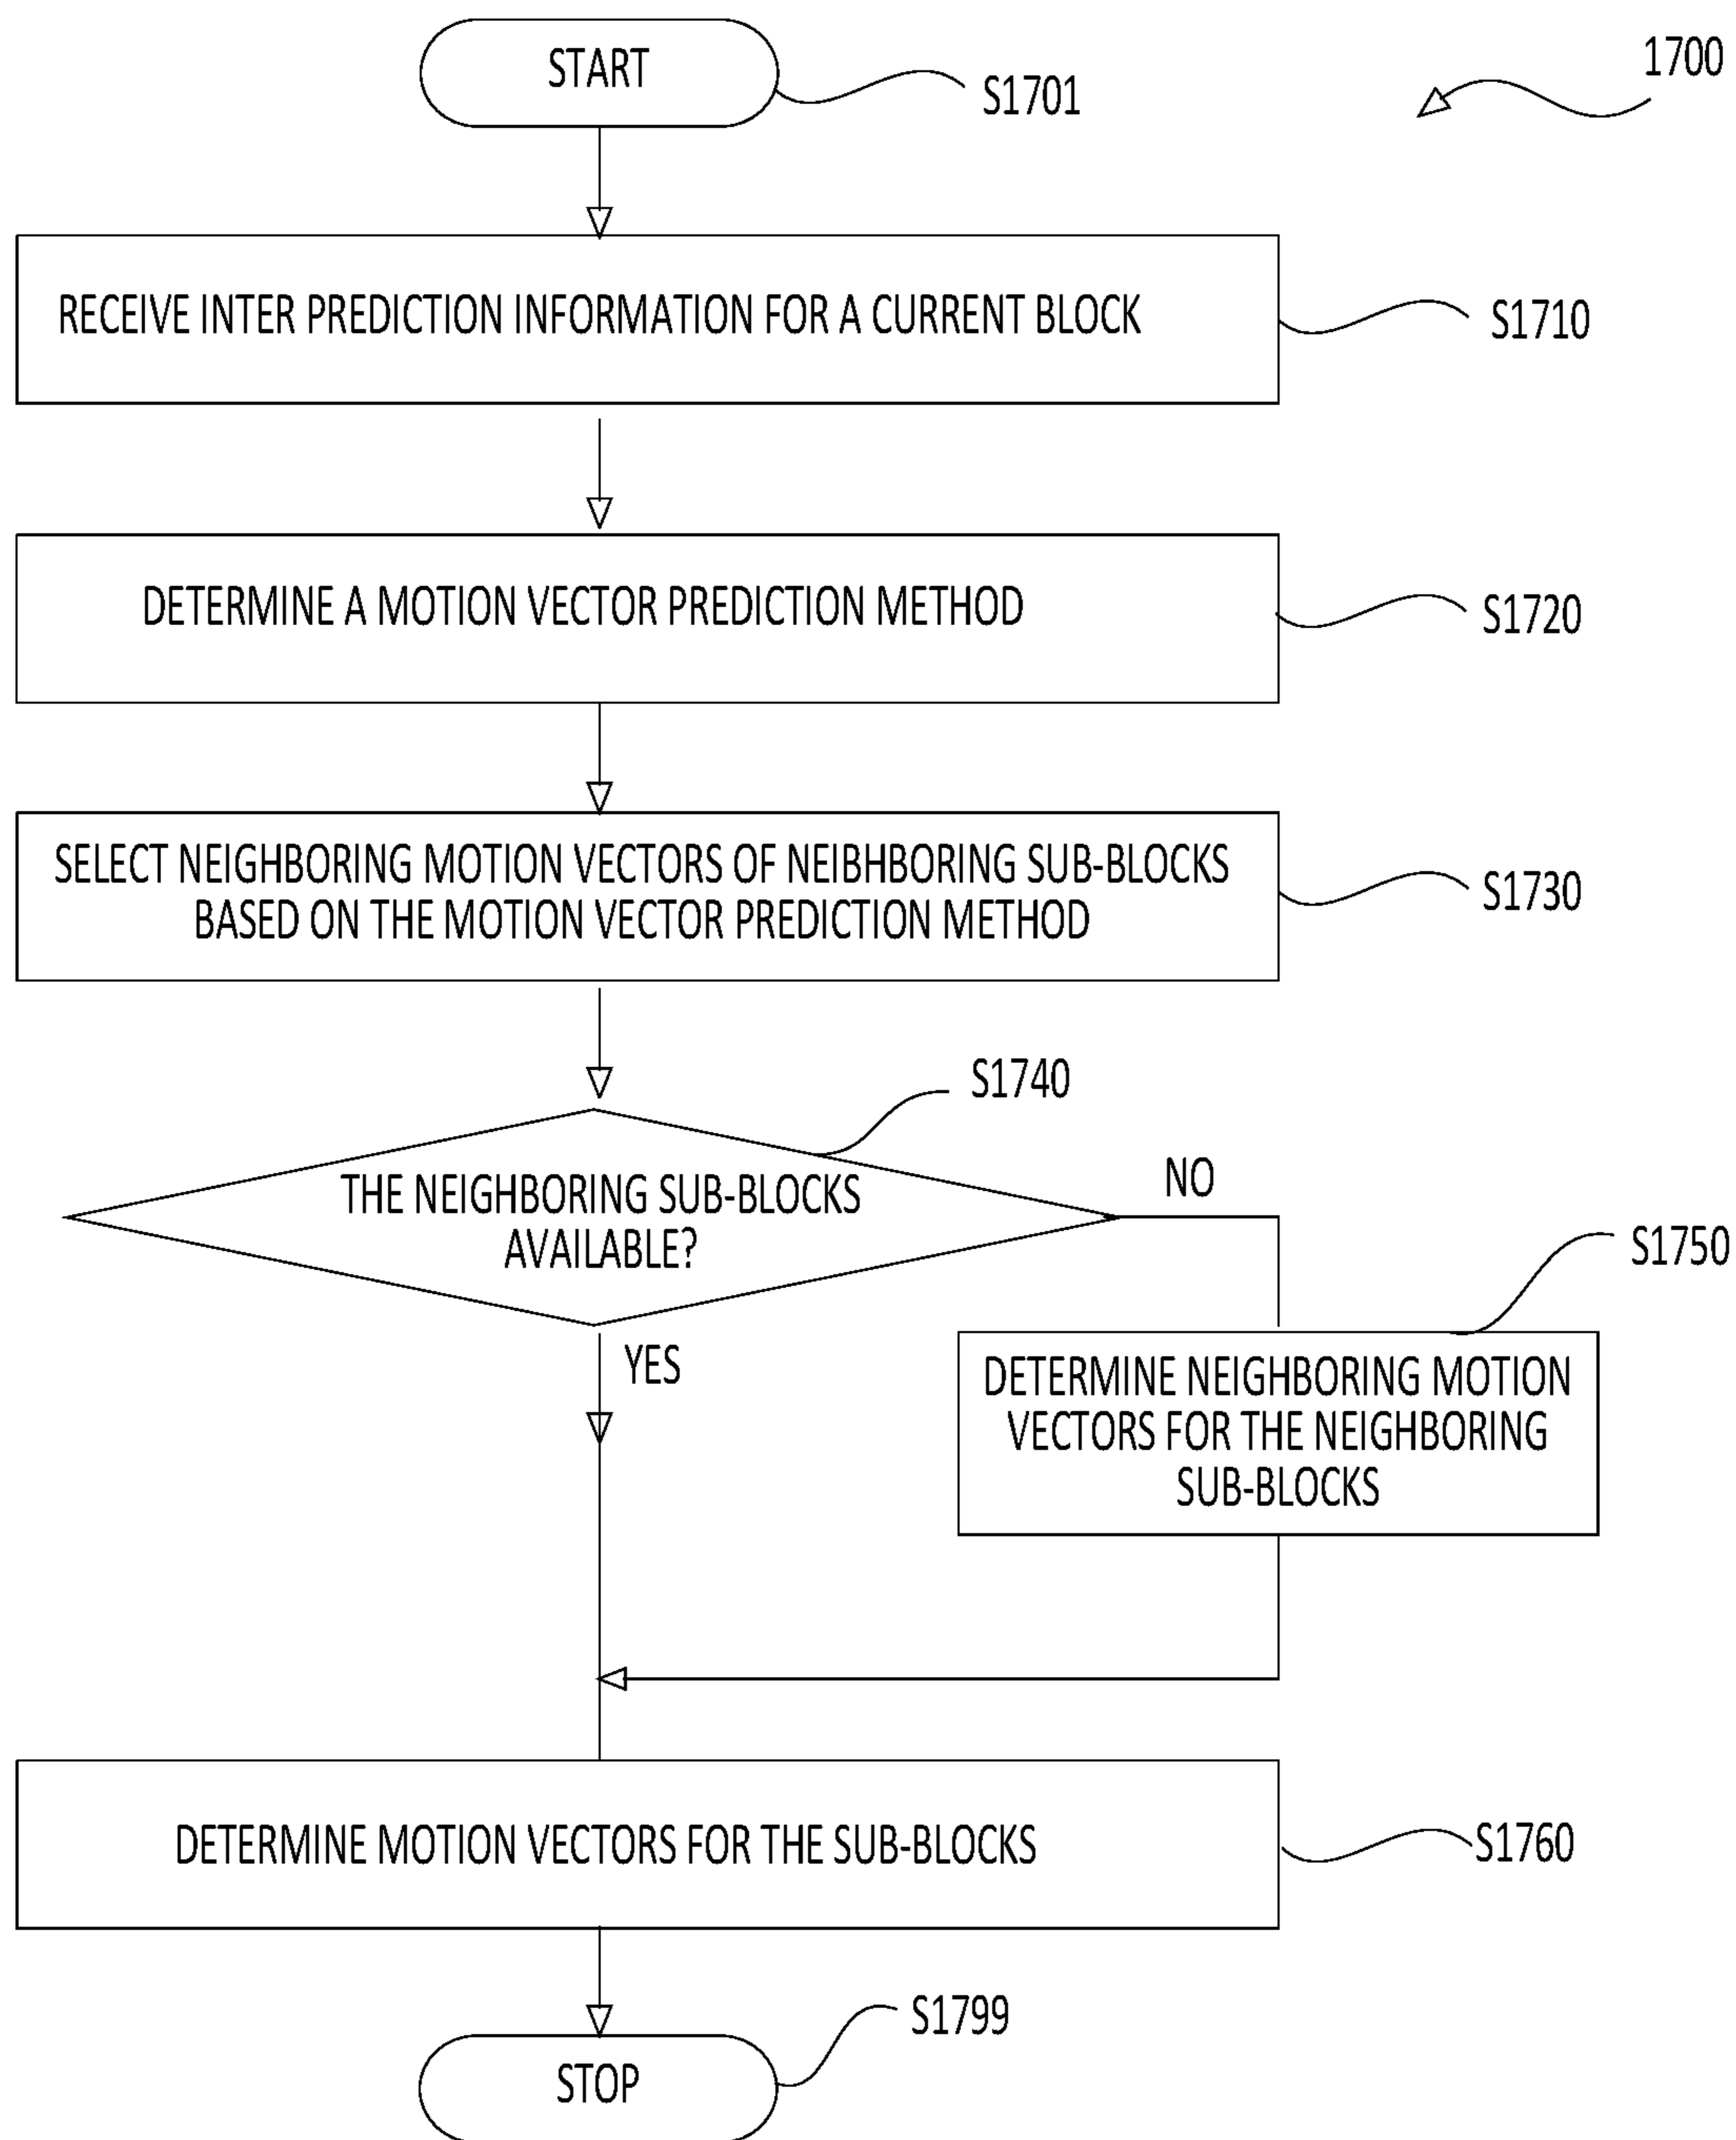 START
S1701
1700
RECEIVE INTER PREDICTION INFORMATION FOR A CURRENT BLOCK
S1710
DETERMINE A MOTION VECTOR PREDICTION METHOD
S1720
SELECT NEIGHBORING MOTION VECTORS OF NEIBHBORING SUB-BLOCKS
BASED ON THE MOTION VECTOR PREDICTION METHOD
S1730
S1740
THE NEIGHBORING SUB-BLOCKS
AVAILABLE?
NO
YES
S1750
DETERMINE NEIGHBORING MOTION
VECTORS FOR THE NEIGHBORING
SUB-BLOCKS
DETERMINE MOTION VECTORS FOR THE SUB-BLOCKS
S1760
STOP
S1799